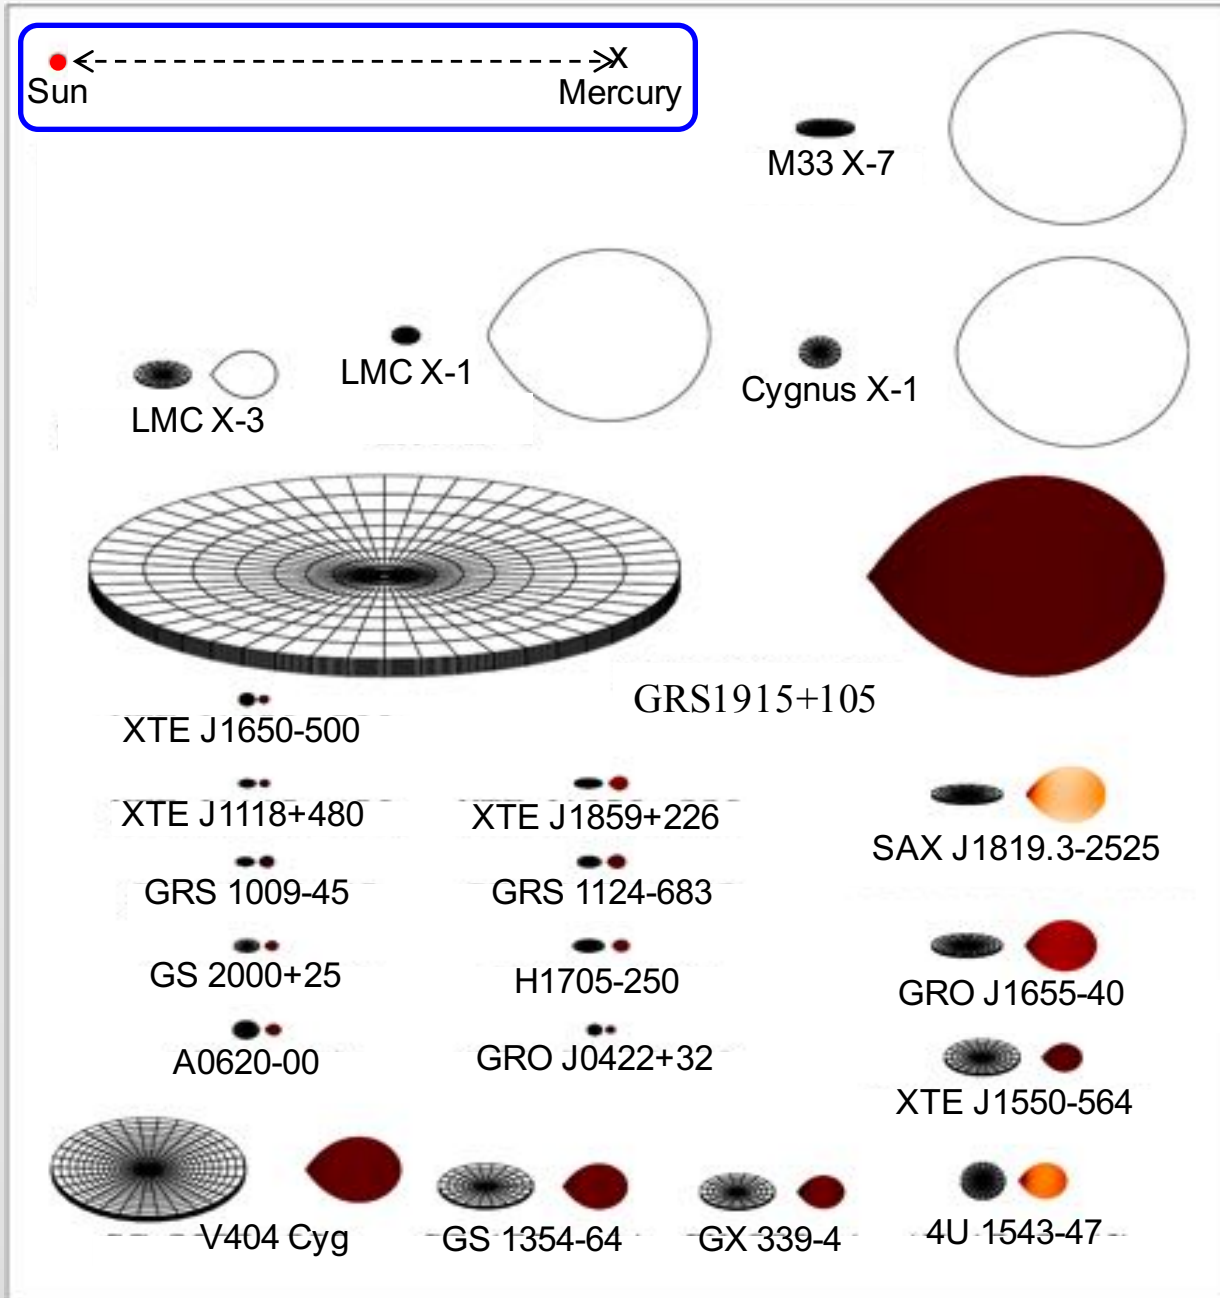 x
Sun Mercury
M33 X-7
LMC X-1
Cygnus X-1
LMC X-3
GRS1915+105
XTE J1650-500
XTE J1118+480 XTE J1859+226
SAX J1819.3-2525
GRS 1009-45 GRS 1124-683
GS 2000+25 H1705-250
GRO J1655-40
A0620-00 GRO J0422+32
XTE J1550-564
V404 Cyg GS 1354-64 GX 339-4 4U 1543-47